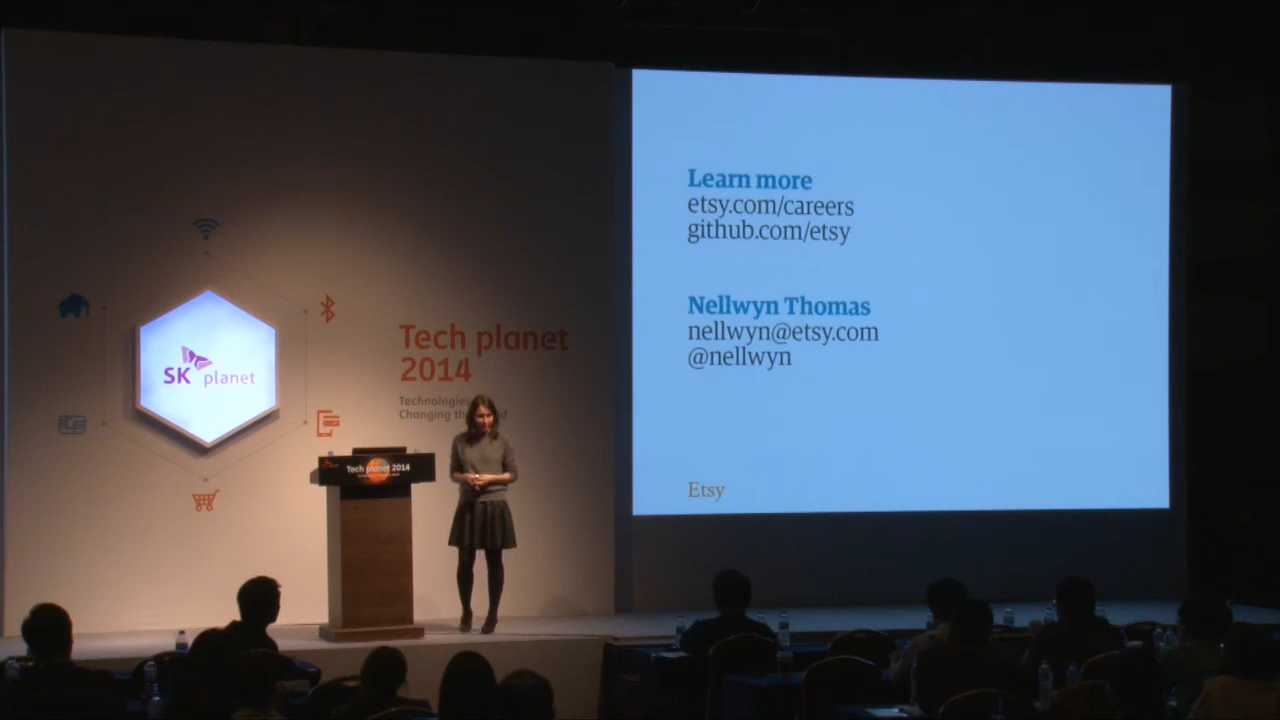 SK planet
Tech planet
2014
Technologies
Changing th
d
Tech planet 2014
Learn more
etsy.com/careers
github.com/etsy
Nellwyn Thomas
nellwyn@etsy.com
@nellwyn
Etsy